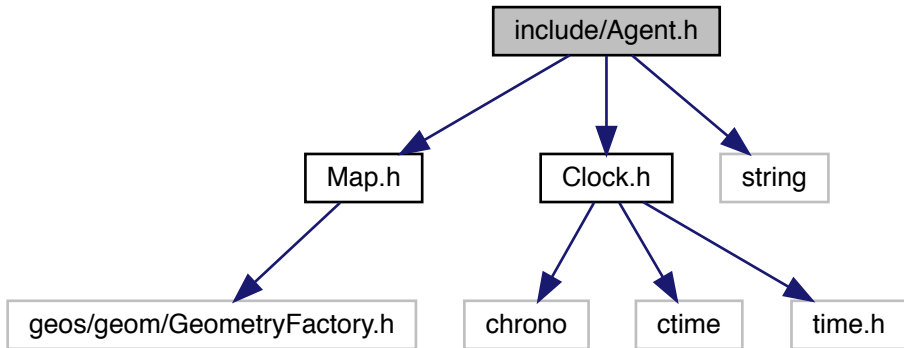 include/Agent.h
Map.h
Clock.h
string
geos/geom/GeometryFactory.h
chrono
ctime
time.h